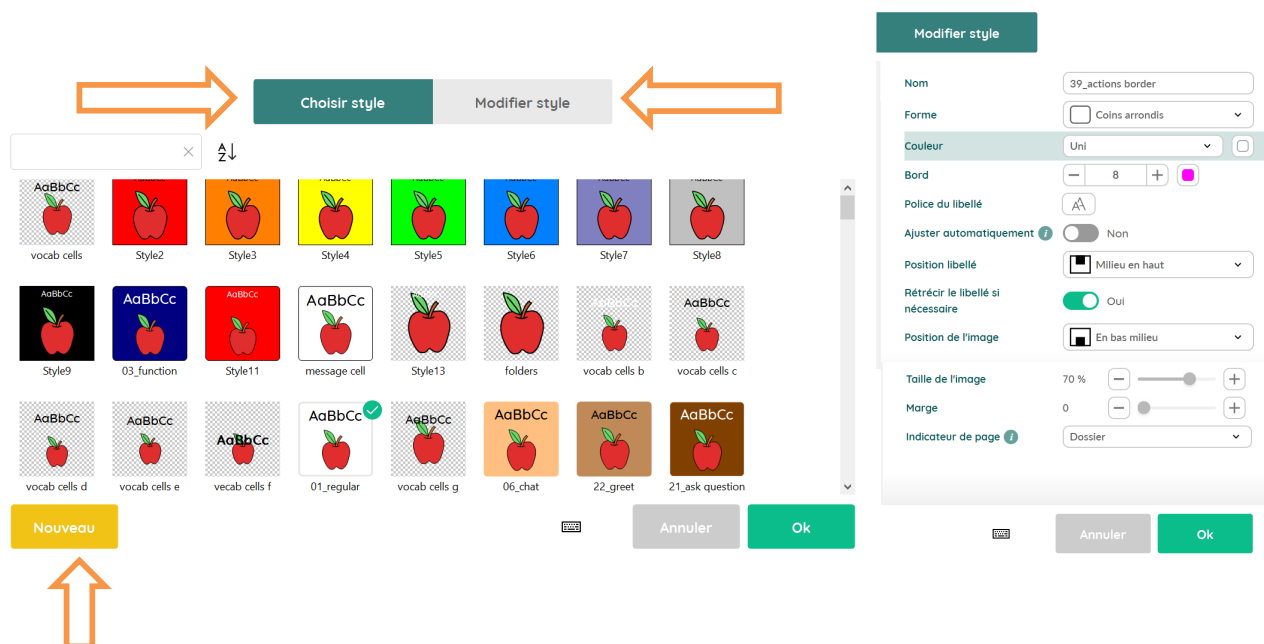 Choisir style Modifier style
AaBbCc
vocab cells Style2 Style3 Style4 Style5 Style6 Style7 Style8
AaBbCc AaBbCc AaBbCc AaBbCc AaBbCc AaBbCc
Style9 03_function Style11 message cell Style13 folders vocab cells b vocab cells c
AaBbCc AaBbCc AaBbCc AaBbCc AaBbCc AaBbCc AaBbCc AaBbCc
vocab cells d vocab cells e vecab cells f 01_regular vocab cells g 06_chat 22_greet 21_ask question
Nouveau Annuler Ok
Modifier style
Nom 39_actions border
Forme Coins arrondis
Couleur Uni
Bord 8
Police du libellé
Ajuster automatiquement i Non
Position libellé Milieu en haut
Rétrécir le libellé si
nécessaire Oui
Position de l'image En bas milieu
Taille de l'image 70 %
Marge 0
Indicateur de page i Dossier
Annuler Ok